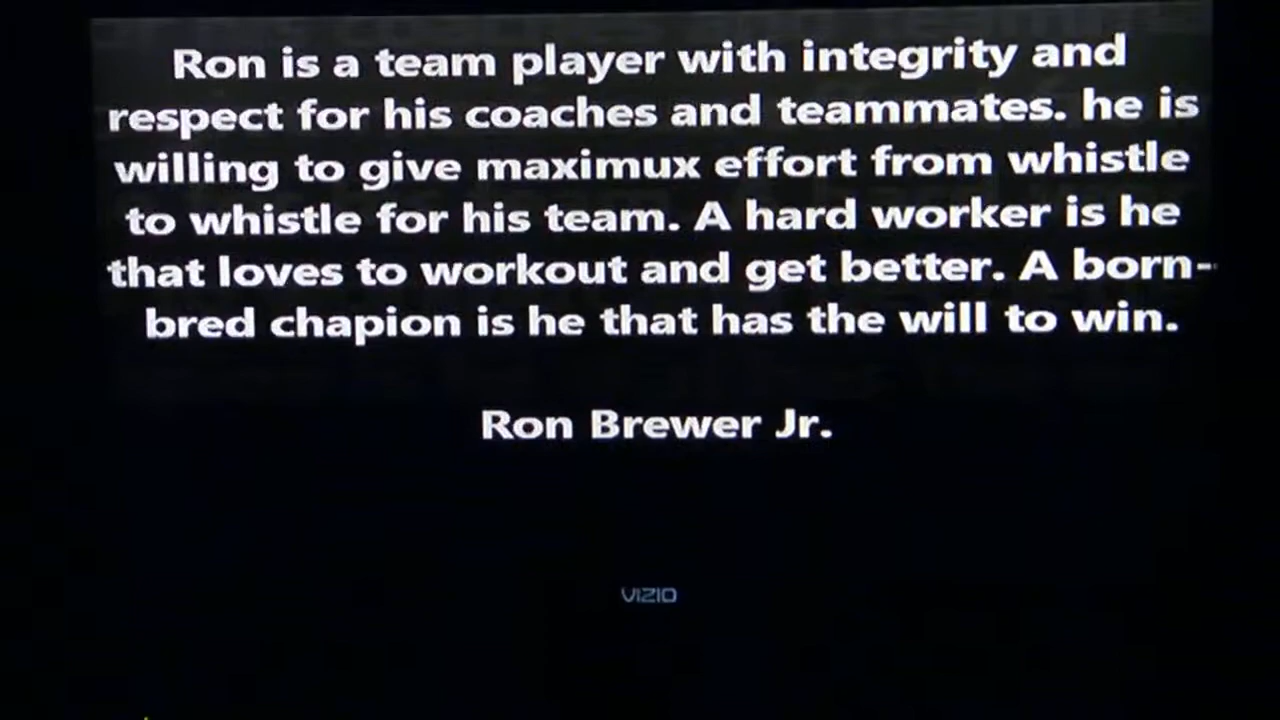 Ron is a team player with integrity and
respect for his coaches and teammates. he is
willing to give maximux effort from whistle
to whistle for his team. A hard worker is he
that loves to workout and get better. A born-
bred chapion is he that has the will to win.
Ron Brewer Jr.
VIZIO